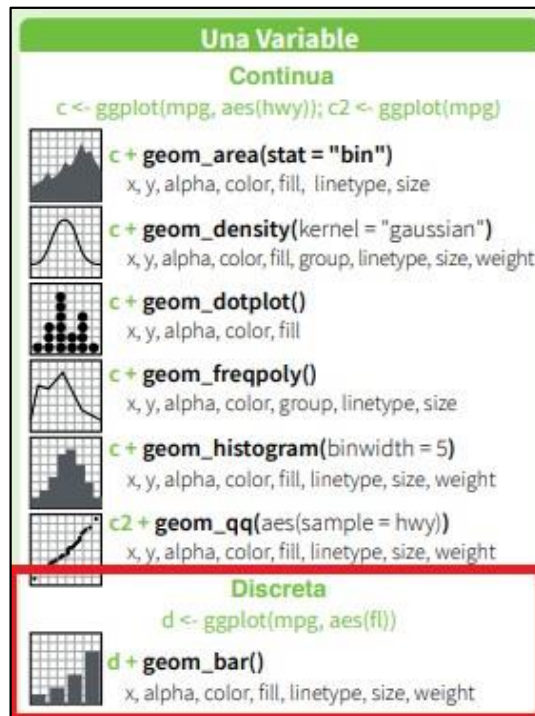 Una Variable
Continua
c <- ggplot(mpg, aes(hwy)); c2 <- ggplot(mpg)
c + geom_area(stat = "bin")
x, y, alpha, color, fill, linetype, size
c + geom_density(kernel = "gaussian")
x, y, alpha, color, fill, group, linetype, size, weight
c + geom_dotplot()
x, y, alpha, color, fill
c + geom_freqpoly()
x, y, alpha, color, group, linetype, size
c + geom_histogram(binwidth = 5)
x, y, alpha, color, fill, linetype, size, weight
c2 + geom_qq(aes(sample = hwy))
x, y, alpha, color, fill, linetype, size, weight
Discreta
d <- ggplot(mpg, aes(fl))
d + geom_bar()
x, alpha, color, fill, linetype, size, weight